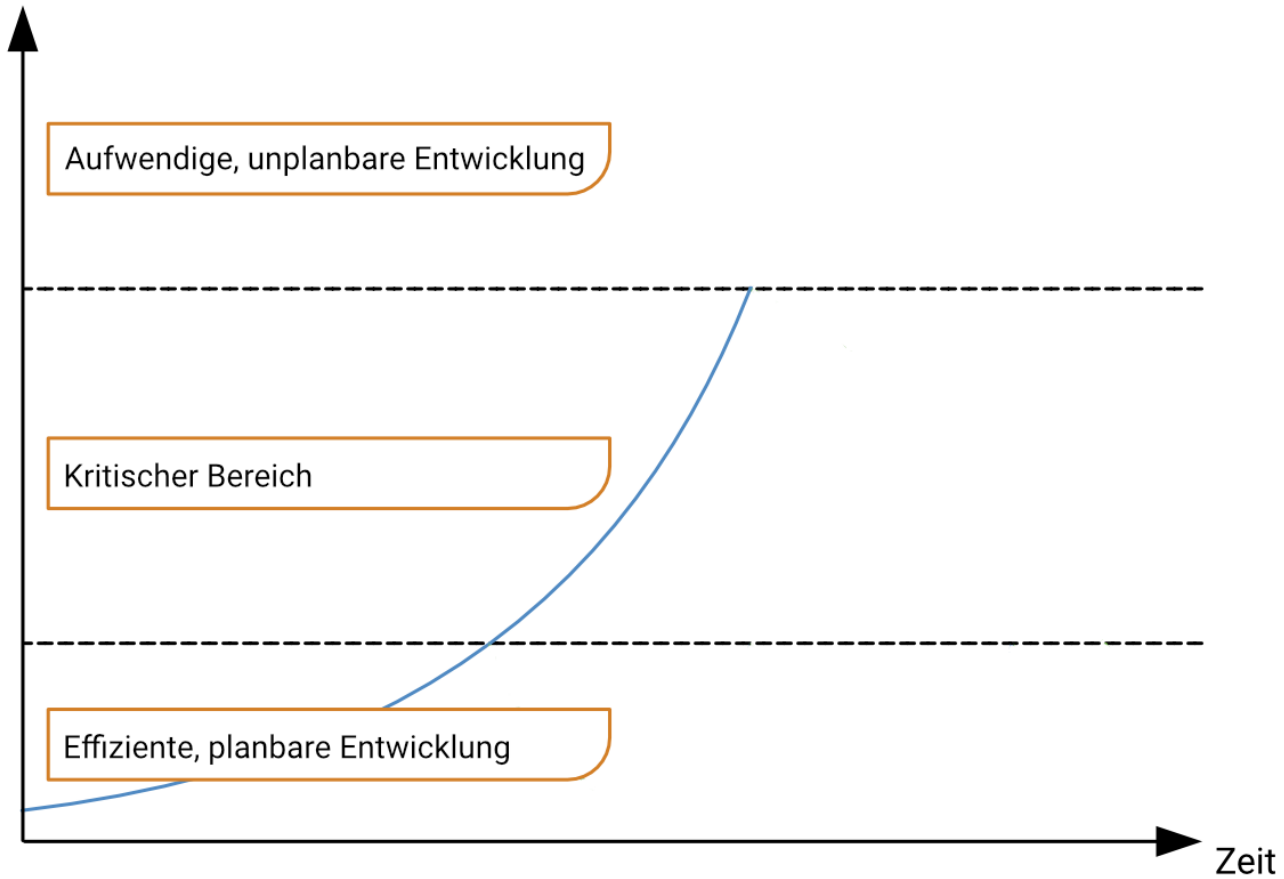 Aufwendige, unplanbare Entwicklung
Kritischer Bereich
Effiziente, planbare Entwicklung
Zeit